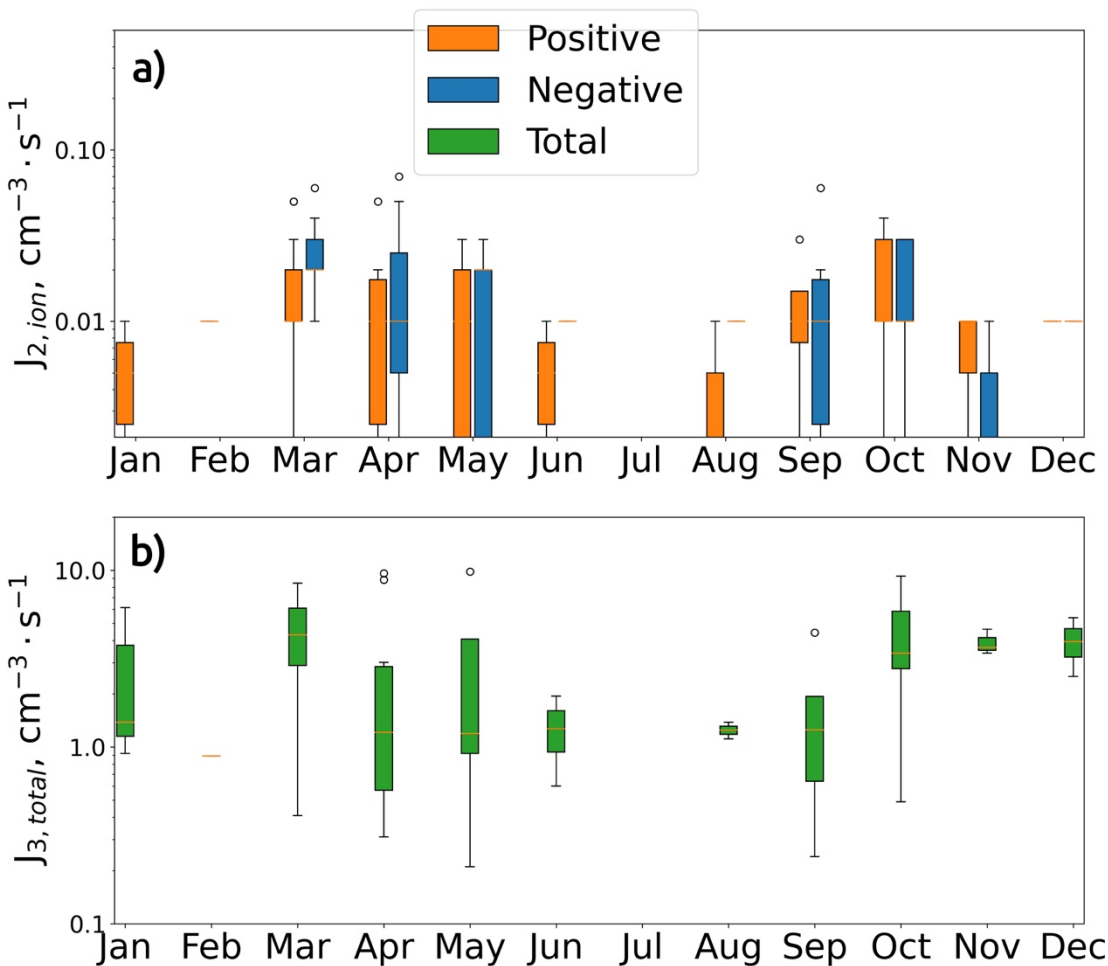 Positive
Negative
Total
a)
0.10
0.01
J2,ion, cm−3 · s−1
Jan Feb Mar Apr May Jun Jul Aug Sep Oct Nov Dec
b)
10.0
1.0
0.1
J3,total, cm−3 · s−1
Jan Feb Mar Apr May Jun Jul Aug Sep Oct Nov Dec